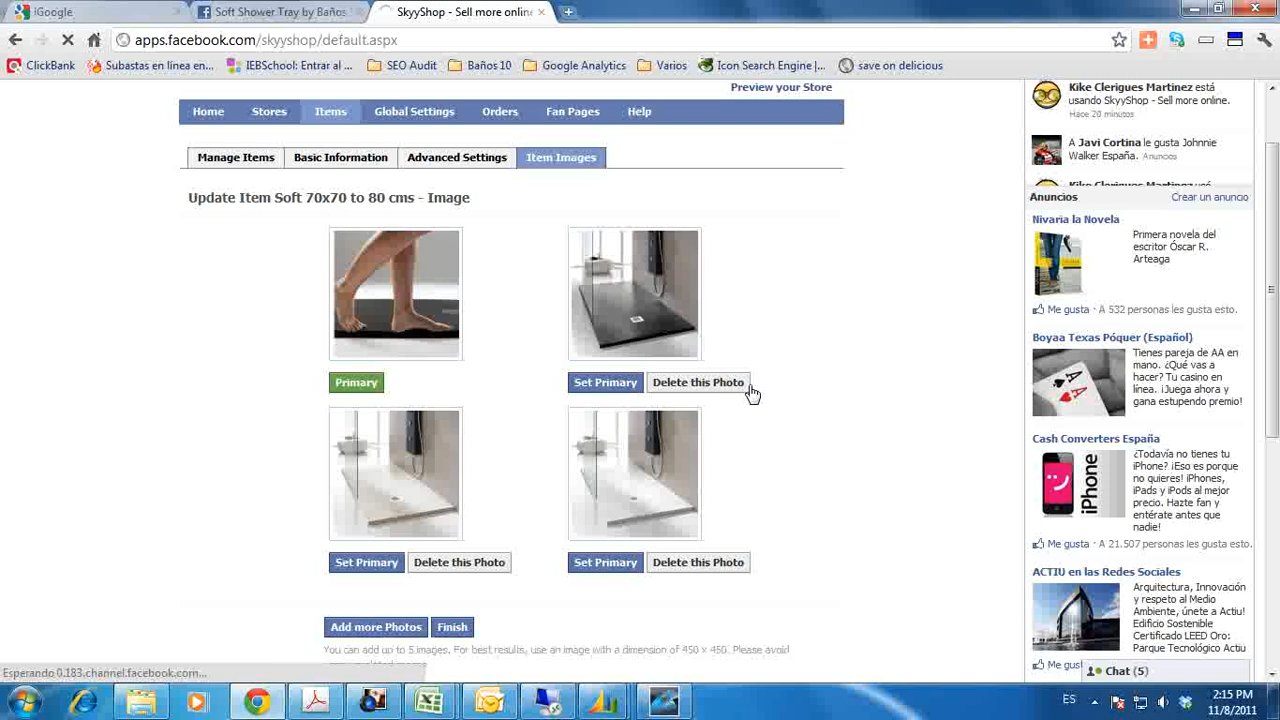 iGoogle
Soft Shower Tray by Baños
SkyyShop - Sell more onlin
apps.facebook.com/skyyshop/default.aspx
ClickBank
Subastas en línea en...
IEBSchool: Entrar al ...
SEO Audit
Baños 10
Google Analytics
Varios
Icon Search Engine |...
save on delicious
Preview your Store
Home
Stores
Items
Global Settings
Orders
Fan Pages
Help
Manage Items
Basic Information
Advanced Settings
Item Images
Update Item Soft 70x70 to 80 cms - Image
Primary
Set Primary
Delete this Photo
Set Primary
Delete this Photo
Set Primary
Delete this Photo
Add more Photos
Finish
You can add up to 5 images. For best results, use an image with a dimension of 450 x 450. Please avoid
Kike Clerigues Martinez está
usando SkyyShop - Sell more online.
Hace 20 minutos
A Javi Cortina le gusta Johnnie
Walker España. Anuncios
Kike Clerigues Martinez usó
Anuncios
Crear un anuncio
Nivaria la Novela
Primera novela del
escritor Óscar R.
Arteaga
Me gusta · A 532 personas les gusta esto.
Boyaa Texas Póquer (Español)
Tienes pareja de AA en
mano. ¿Qué vas a
hacer? Tu casino en
línea. ¡Juega ahora y
gana estupendo premio!
Cash Converters España
¿Todavía no tienes tu
iPhone? ¡Eso es porque
no quieres! iPhones,
iPads y iPods al mejor
precio. Hazte fan y
entérate antes que
nadie!
iPhone
Me gusta · A 21.507 personas les gusta esto.
ACTIU en las Redes Sociales
Arquitectura, Innovación
y respeto al Medio
Ambiente, únete a Actiu!
Edificio Sostenible
Certificado LEED Oro:
Parque Tecnológico Actiu
Me gus
Chat (5)
Esperando 0.183.channel.facebook.com...
ES
2:15 PM
11/8/2011